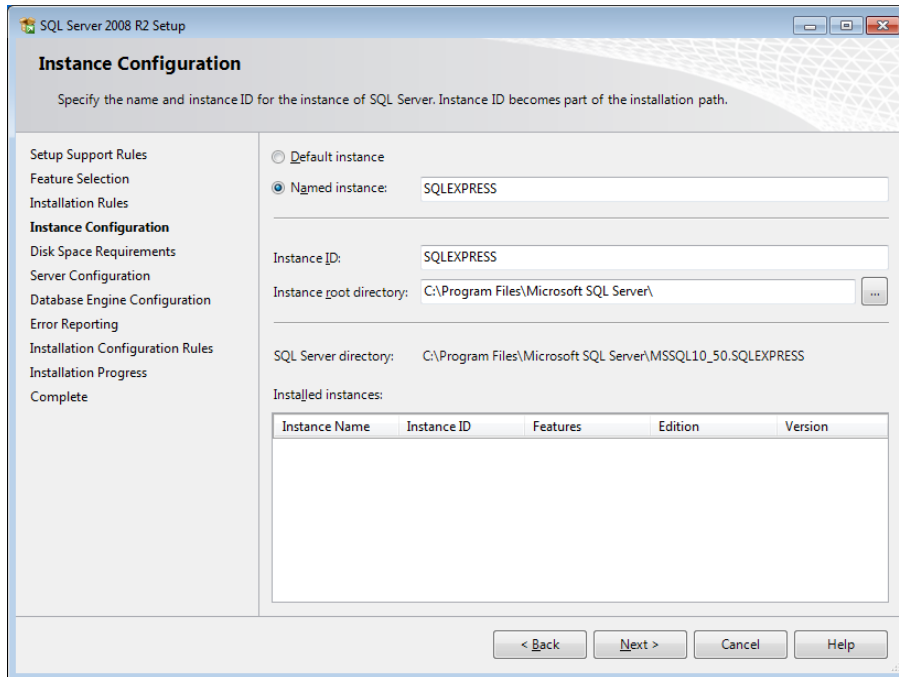 SQL Server 2008 R2 Setup
Instance Configuration
Specify the name and instance ID for the instance of SQL Server. Instance ID becomes part of the installation path.
Setup Support Rules
Feature Selection
Installation Rules
Instance Configuration
Disk Space Requirements
Server Configuration
Database Engine Configuration
Error Reporting
Installation Configuration Rules
Installation Progress
Complete
Default instance
Named instance: SQLEXPRESS
Instance ID: SQLEXPRESS
Instance root directory: C:\Program Files\Microsoft SQL Server\ ...
SQL Server directory: C:\Program Files\Microsoft SQL Server\MSSQL10_50.SQLEXPRESS
Installed instances:
Instance Name Instance ID Features Edition Version
< Back Next > Cancel Help